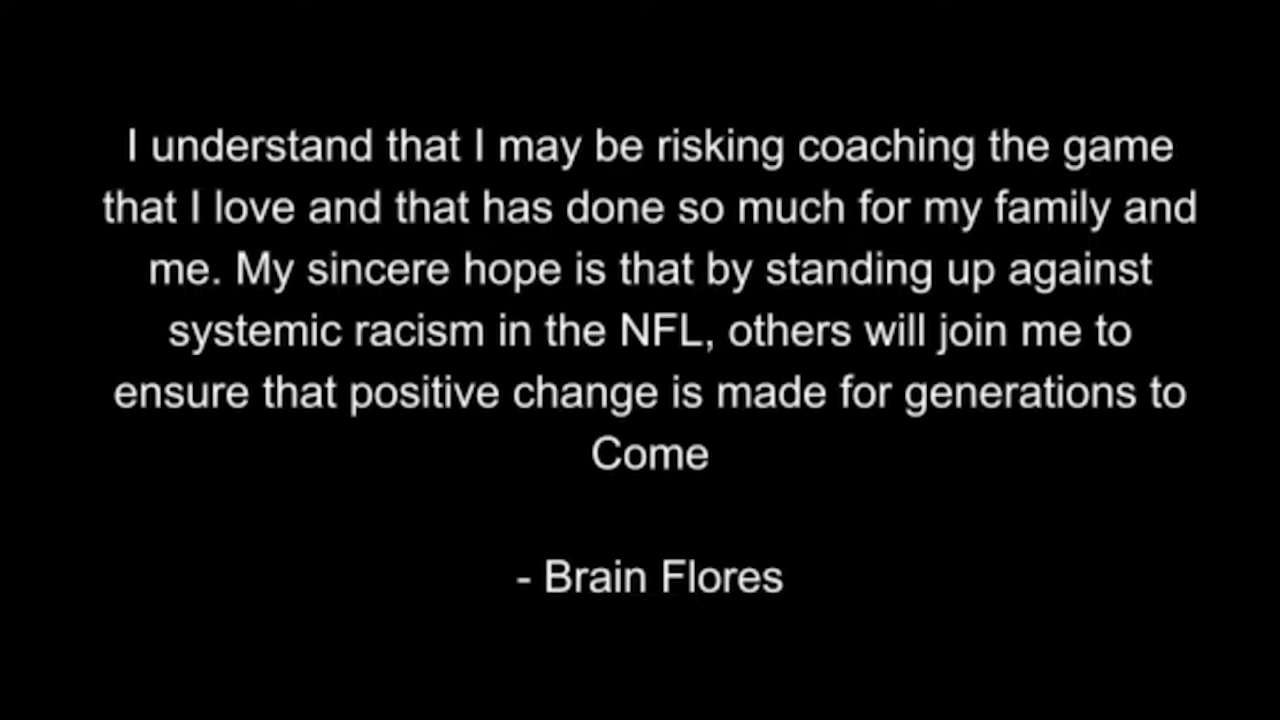 I understand that I may be risking coaching the game
that I love and that has done so much for my family and
me. My sincere hope is that by standing up against
systemic racism in the NFL, others will join me to
ensure that positive change is made for generations to
Come
- Brain Flores